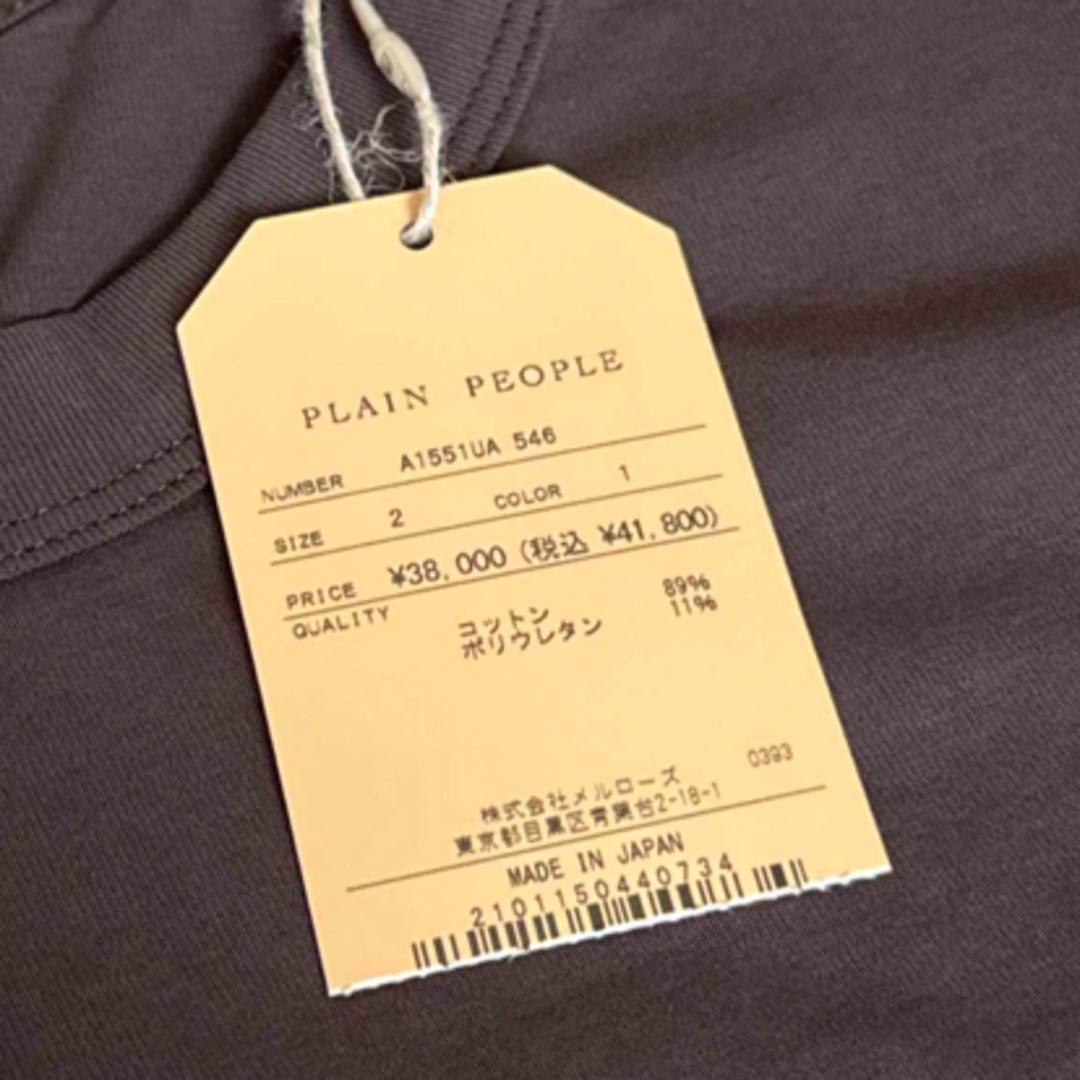 PLAIN PEOPLE
NUMBER A1551UA 546
SIZE 2 COLOR 1
PRICE ¥38,000 (税込 ¥41,800)
QUALITY コットン 89%
ポリウレタン 11%
0393
株式会社メルローズ
東京都目黒区青葉台2-18-1
MADE IN JAPAN
2101150440734